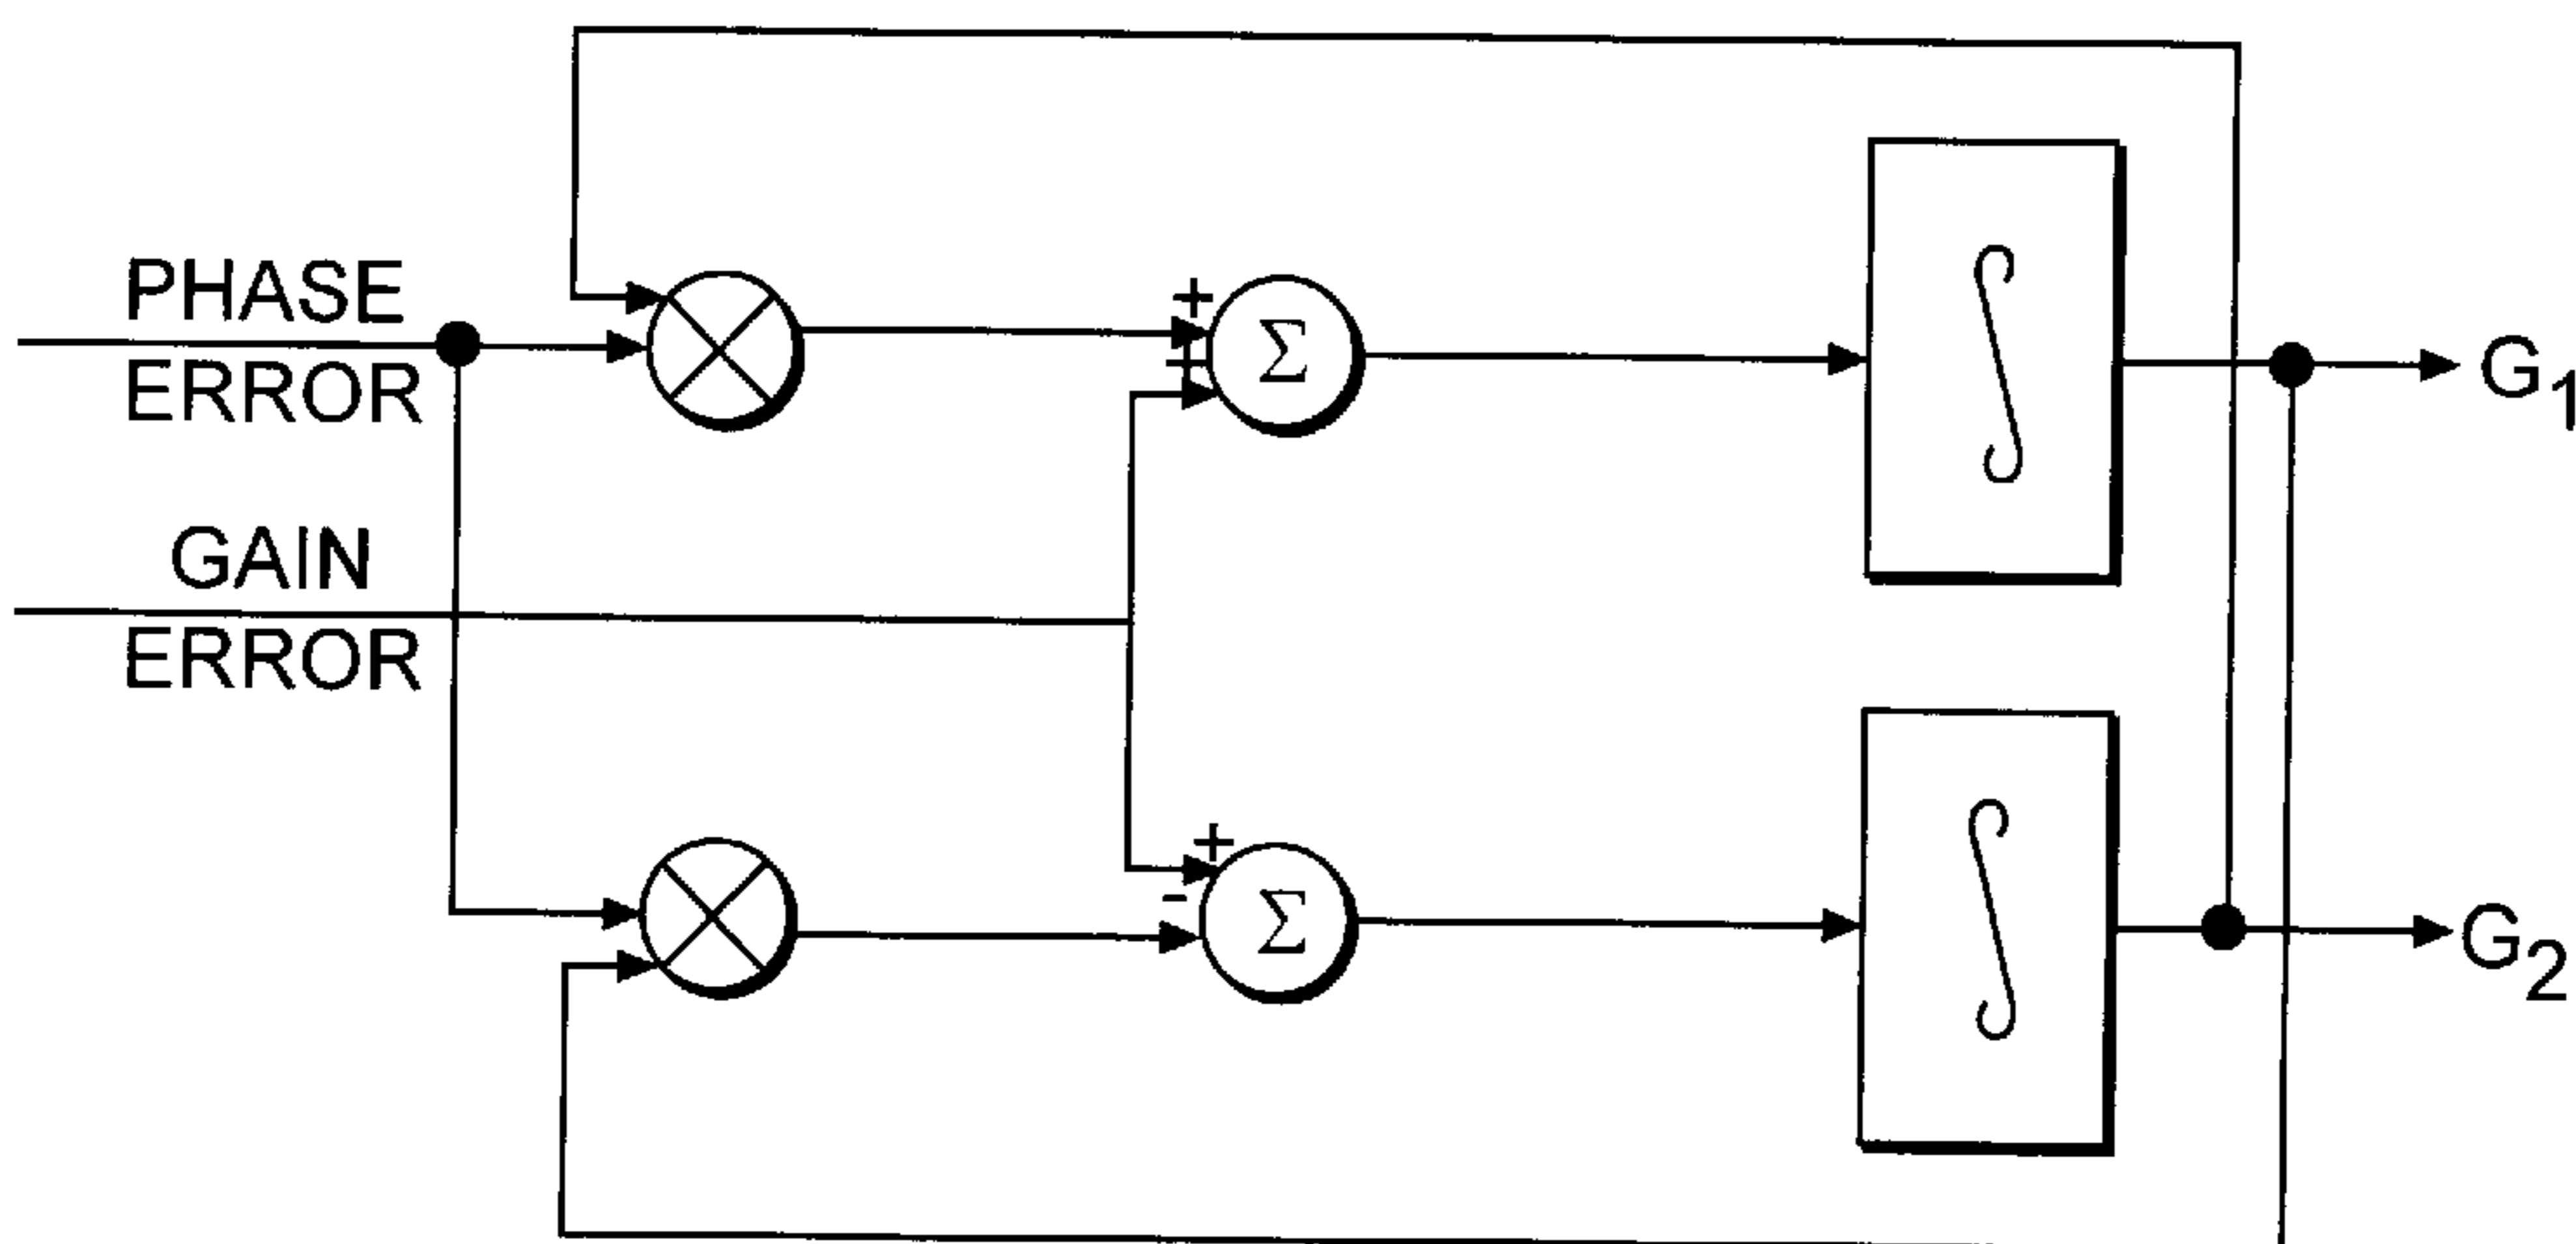 PHASE
ERROR
+
+
Σ
∫
G1
GAIN
ERROR
+
-
Σ
∫
G2